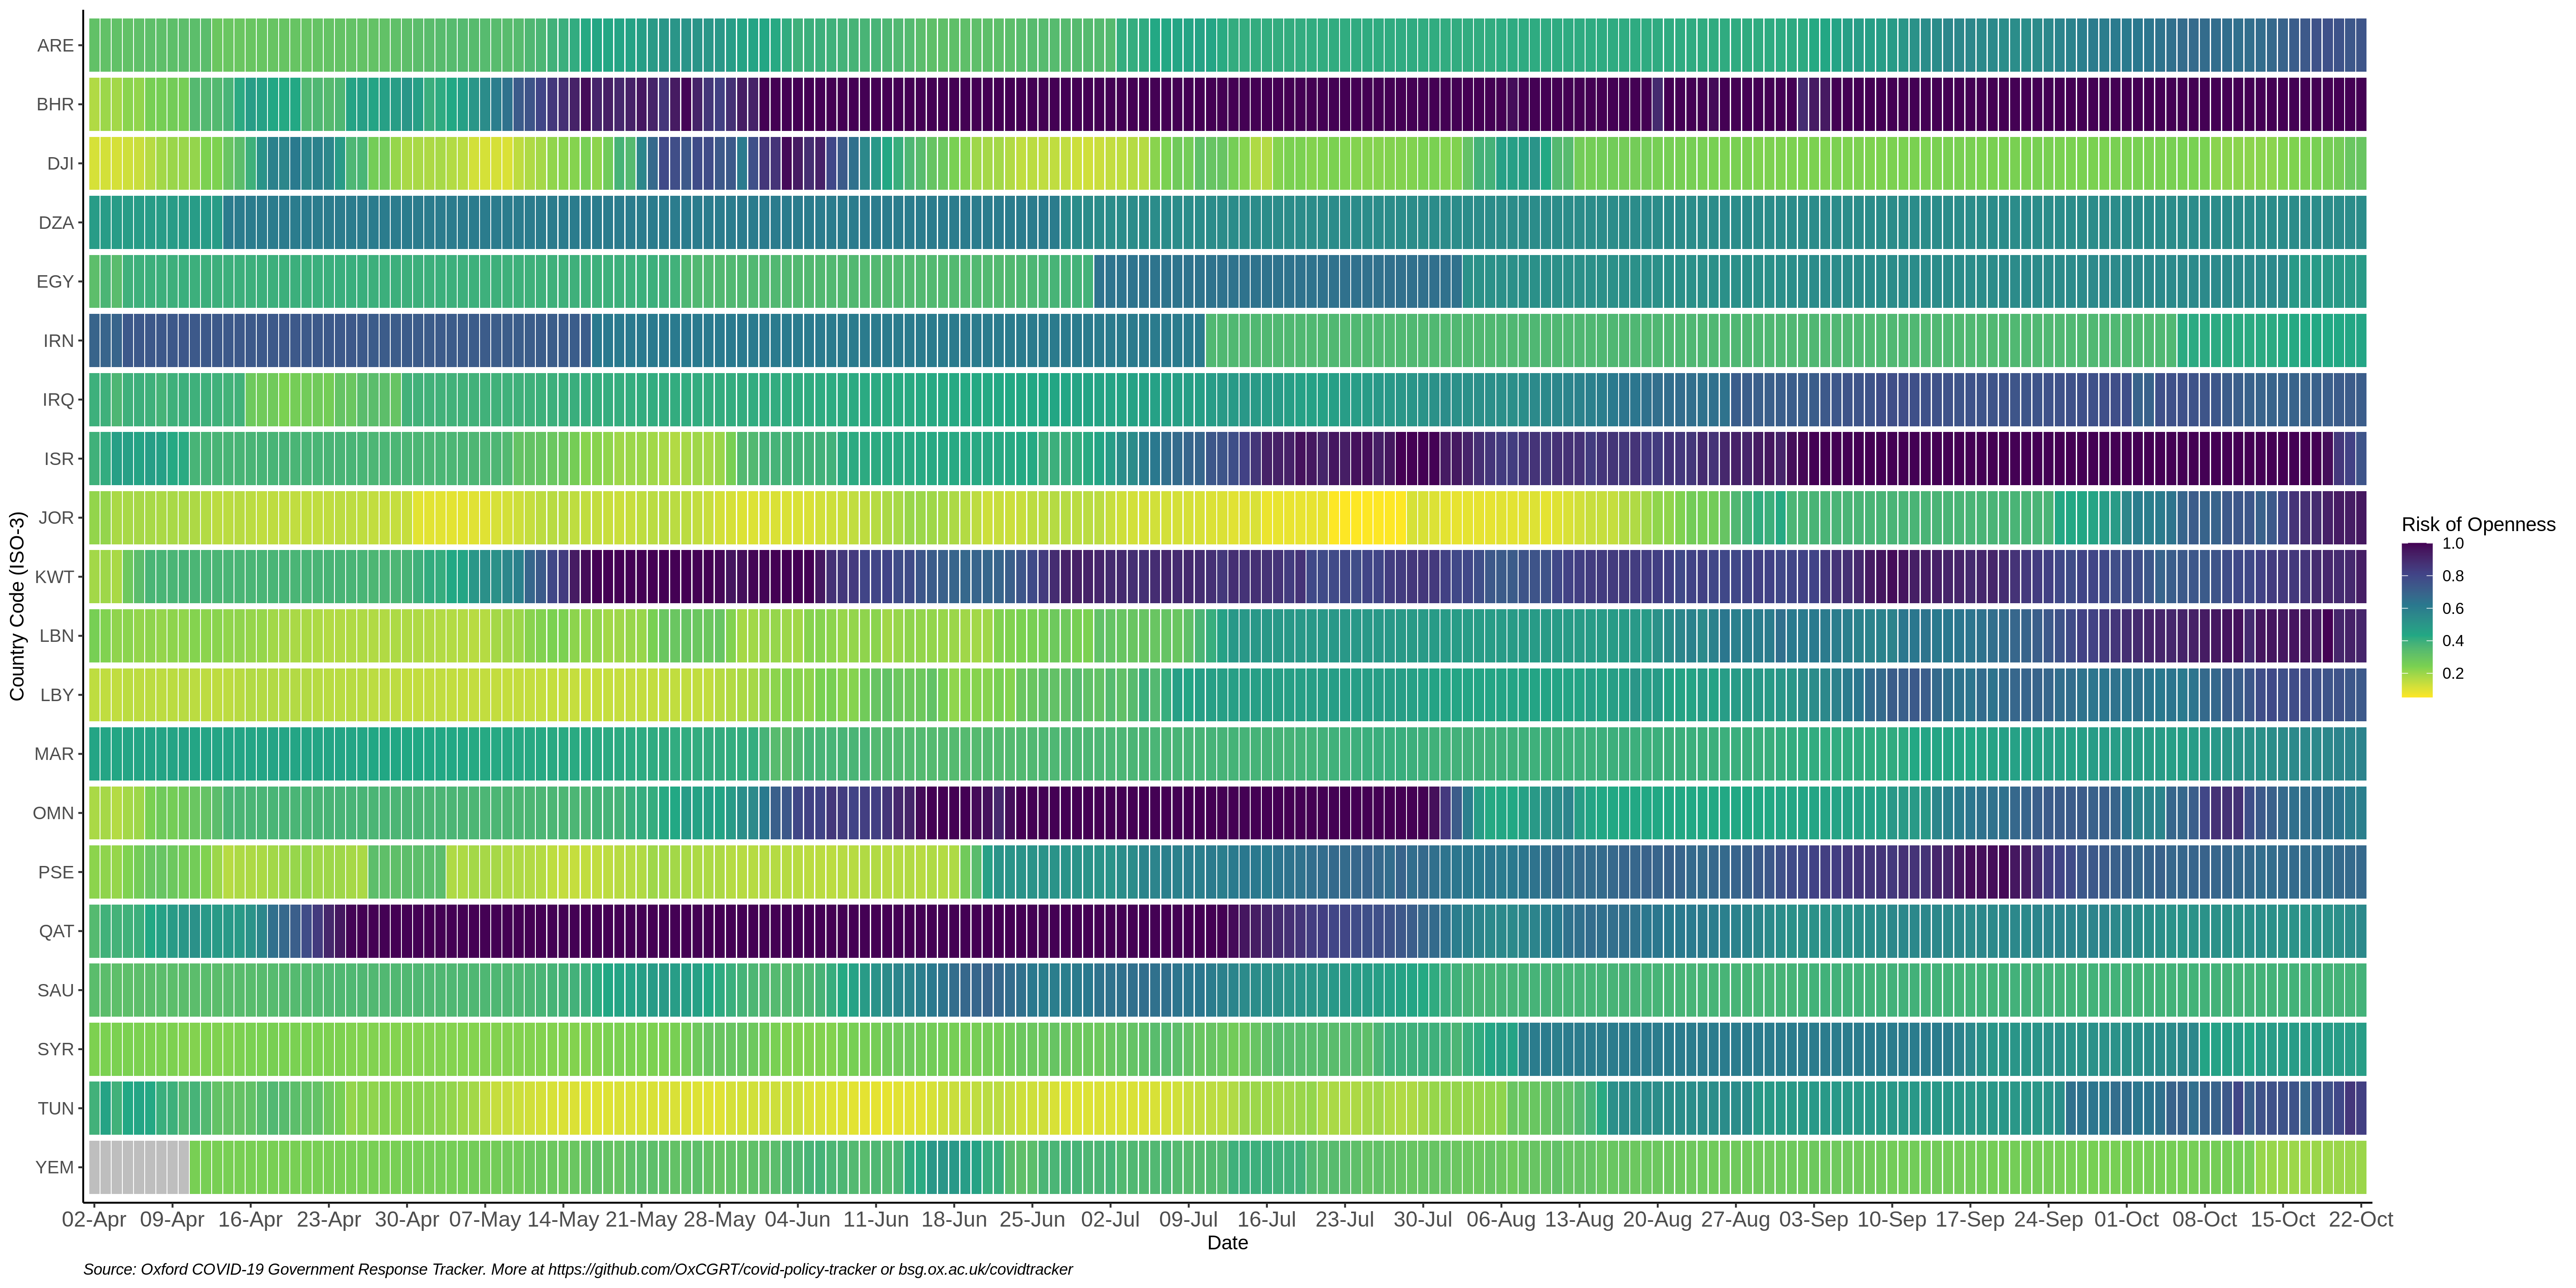 ARE
BHR
DJI
DZA
EGY
IRN
IRQ
ISR
JOR
KWT
LBN
LBY
MAR
OMN
PSE
QAT
SAU
SYR
TUN
YEM
Country Code (ISO-3)
02-Apr 09-Apr 16-Apr 23-Apr 30-Apr 07-May 14-May 21-May 28-May 04-Jun 11-Jun 18-Jun 25-Jun 02-Jul 09-Jul 16-Jul 23-Jul 30-Jul 06-Aug 13-Aug 20-Aug 27-Aug 03-Sep 10-Sep 17-Sep 24-Sep 01-Oct 08-Oct 15-Oct 22-Oct
Date
Risk of Openness
1.0
0.8
0.6
0.4
0.2
Source: Oxford COVID-19 Government Response Tracker. More at https://github.com/OxCGRT/covid-policy-tracker or bsg.ox.ac.uk/covidtracker